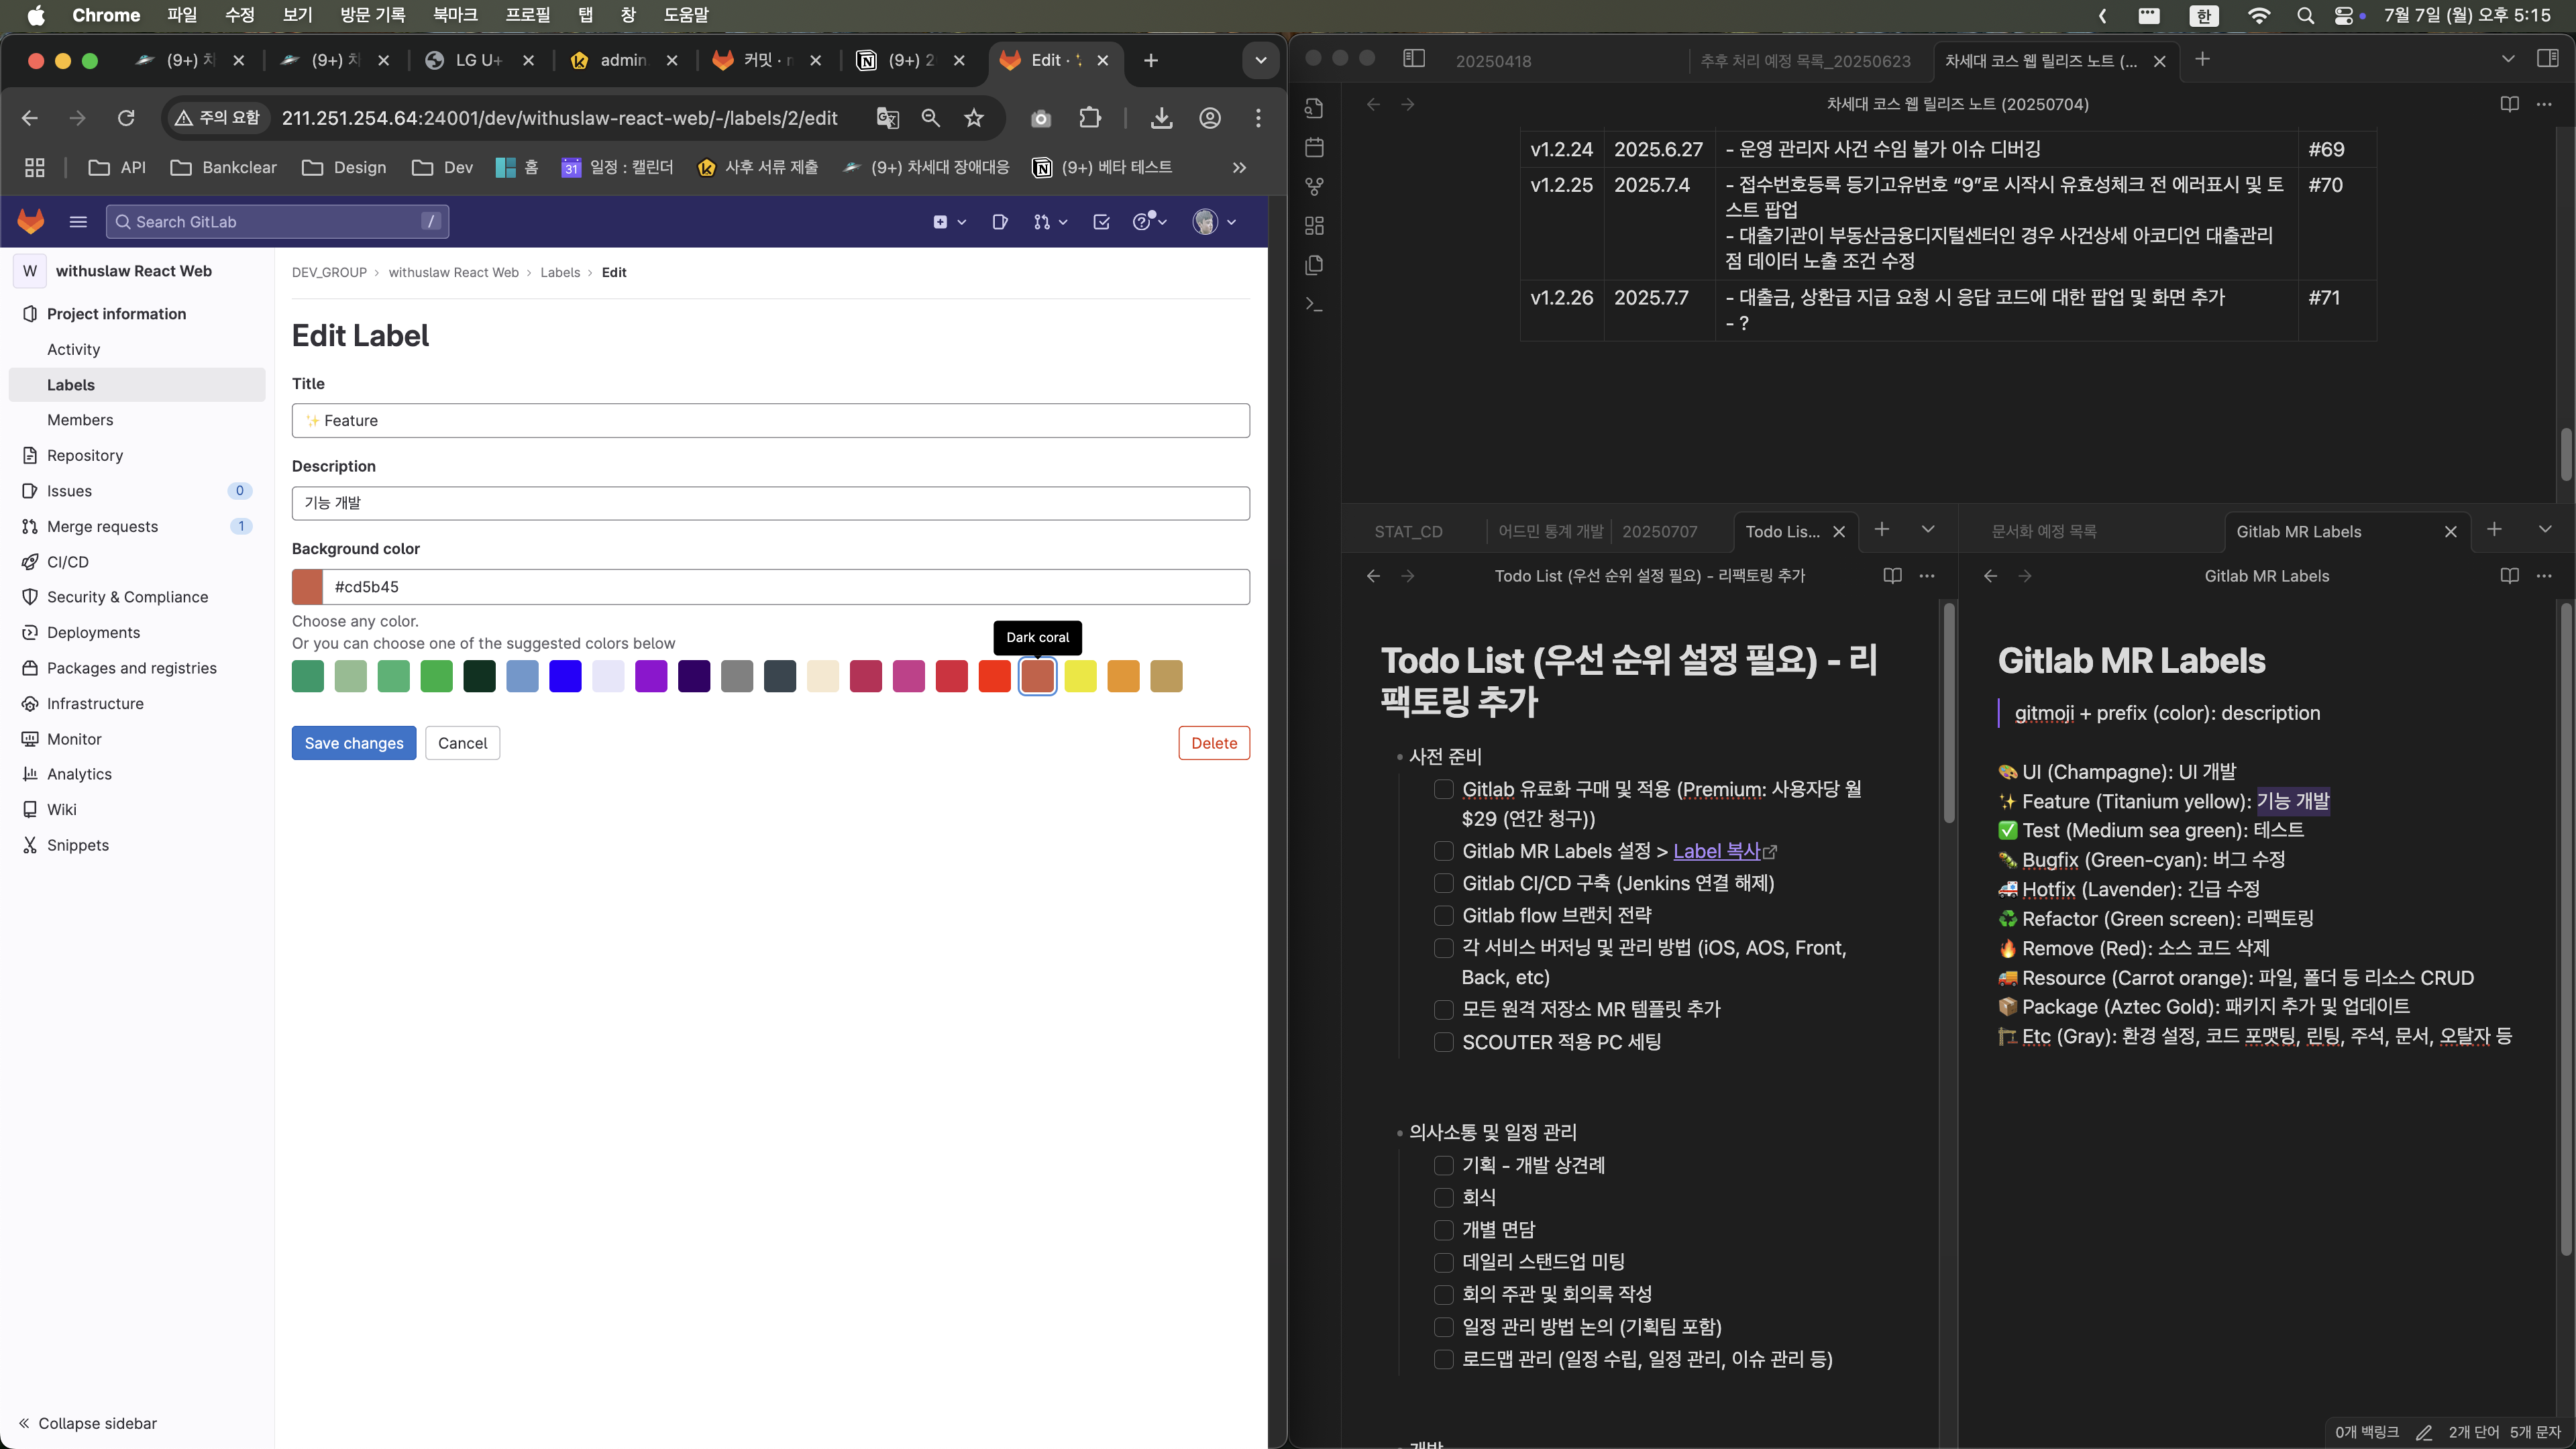 Chrome 파일 수정 보기 방문 기록 북마크 프로필 탭 창 도움말
한 7월 7일 (월) 오후 5:15
(9+) 차
(9+) 차
LG U+
admin
커밋 · m
(9+) 2
Edit · ✨
주의 요함
211.251.254.64:24001/dev/withuslaw-react-web/-/labels/2/edit
API
Bankclear
Design
Dev
홈
31 일정 : 캘린더
사후 서류 제출
(9+) 차세대 장애대응
(9+) 베타 테스트
Search GitLab /
W withuslaw React Web
Project information
Activity
Labels
Members
Repository
Issues 0
Merge requests 1
CI/CD
Security & Compliance
Deployments
Packages and registries
Infrastructure
Monitor
Analytics
Wiki
Snippets
Collapse sidebar
DEV_GROUP › withuslaw React Web › Labels › Edit
Edit Label
Title
✨ Feature
Description
기능 개발
Background color
#cd5b45
Choose any color.
Or you can choose one of the suggested colors below
Dark coral
Save changes
Cancel
Delete
20250418
추후 처리 예정 목록_20250623
차세대 코스 웹 릴리즈 노트 (...
차세대 코스 웹 릴리즈 노트 (20250704)
v1.2.24 2025.6.27 - 운영 관리자 사건 수임 불가 이슈 디버깅 #69
v1.2.25 2025.7.4 - 접수번호등록 등기고유번호 “9”로 시작시 유효성체크 전 에러표시 및 토 #70
스트 팝업
- 대출기관이 부동산금융디지털센터인 경우 사건상세 아코디언 대출관리
점 데이터 노출 조건 수정
v1.2.26 2025.7.7 - 대출금, 상환급 지급 요청 시 응답 코드에 대한 팝업 및 화면 추가 #71
- ?
STAT_CD
어드민 통계 개발
20250707
Todo Lis...
Todo List (우선 순위 설정 필요) - 리팩토링 추가
Todo List (우선 순위 설정 필요) - 리
팩토링 추가
사전 준비
Gitlab 유료화 구매 및 적용 (Premium: 사용자당 월
$29 (연간 청구))
Gitlab MR Labels 설정 > Label 복사
Gitlab CI/CD 구축 (Jenkins 연결 해제)
Gitlab flow 브랜치 전략
각 서비스 버저닝 및 관리 방법 (iOS, AOS, Front,
Back, etc)
모든 원격 저장소 MR 템플릿 추가
SCOUTER 적용 PC 세팅
의사소통 및 일정 관리
기획 - 개발 상견례
회식
개별 면담
데일리 스탠드업 미팅
회의 주관 및 회의록 작성
일정 관리 방법 논의 (기획팀 포함)
로드맵 관리 (일정 수립, 일정 관리, 이슈 관리 등)
문서화 예정 목록
Gitlab MR Labels
Gitlab MR Labels
Gitlab MR Labels
gitmoji + prefix (color): description
🎨 UI (Champagne): UI 개발
✨ Feature (Titanium yellow): 기능 개발
✅ Test (Medium sea green): 테스트
🐛 Bugfix (Green-cyan): 버그 수정
🚑 Hotfix (Lavender): 긴급 수정
♻️ Refactor (Green screen): 리팩토링
🔥 Remove (Red): 소스 코드 삭제
🚚 Resource (Carrot orange): 파일, 폴더 등 리소스 CRUD
📦 Package (Aztec Gold): 패키지 추가 및 업데이트
🏗️ Etc (Gray): 환경 설정, 코드 포맷팅, 린팅, 주석, 문서, 오탈자 등
0개 백링크
2개 단어 5개 문자